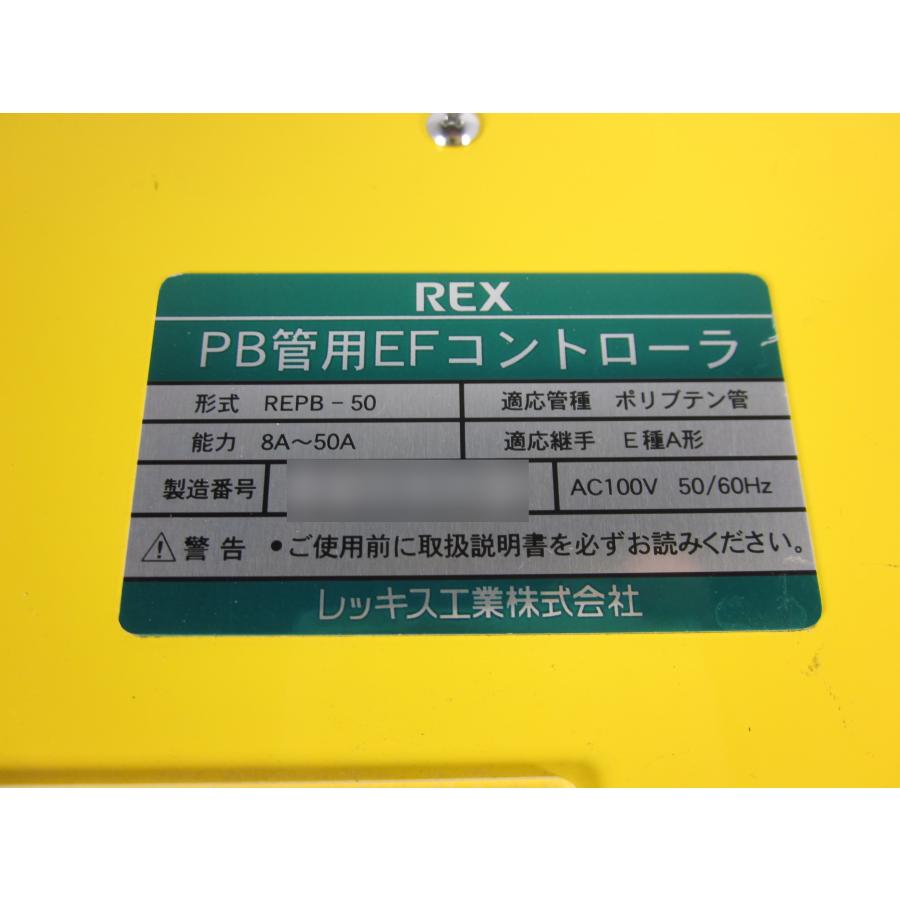 REX
PB管用EFコントローラ
形式 REPB-50 適応管種 ポリブテン管
能力 8A～50A 適応継手 E種A形
製造番号 AC100V 50/60Hz
警告 •ご使用前に取扱説明書を必ずお読みください。
レッキス工業株式会社